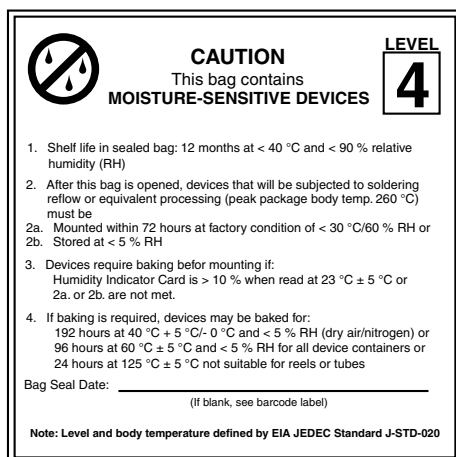 CAUTION
This bag contains
MOISTURE-SENSITIVE DEVICES
LEVEL
4
1. Shelf life in sealed bag: 12 months at < 40 °C and < 90 % relative
humidity (RH)
2. After this bag is opened, devices that will be subjected to soldering
reflow or equivalent processing (peak package body temp. 260 °C)
must be
2a. Mounted within 72 hours at factory condition of < 30 °C/60 % RH or
2b. Stored at < 5 % RH
3. Devices require baking befor mounting if:
Humidity Indicator Card is > 10 % when read at 23 °C ± 5 °C or
2a. or 2b. are not met.
4. If baking is required, devices may be baked for:
192 hours at 40 °C + 5 °C/- 0 °C and < 5 % RH (dry air/nitrogen) or
96 hours at 60 °C ± 5 °C and < 5 % RH for all device containers or
24 hours at 125 °C ± 5 °C not suitable for reels or tubes
Bag Seal Date:
(If blank, see barcode label)
Note: Level and body temperature defined by EIA JEDEC Standard J-STD-020